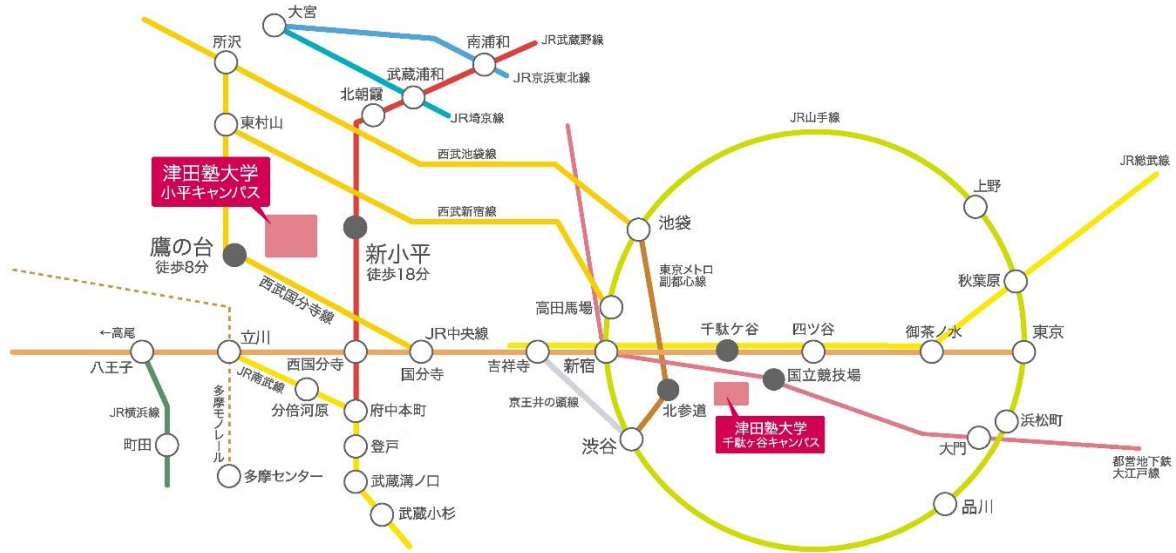 大宮
所沢
南浦和
JR武蔵野線
武蔵浦和
JR京浜東北線
北朝霞
JR埼京線
東村山
JR山手線
西武池袋線
JR総武線
津田塾大学
小平キャンパス
上野
西武新宿線
池袋
鷹の台
徒歩8分
新小平
徒歩18分
東京メトロ
副都心線
秋葉原
西武国分寺線
高田馬場
←高尾
立川
JR中央線
千駄ケ谷
四ツ谷
御茶ノ水
東京
八王子
西国分寺
国分寺
吉祥寺
新宿
国立競技場
JR南武線
分倍河原
京王井の頭線
北参道
JR横浜線
多摩モノレール
府中本町
津田塾大学
千駄ヶ谷キャンパス
浜松町
町田
登戸
渋谷
大門
都営地下鉄
大江戸線
多摩センター
武蔵溝ノ口
武蔵小杉
品川